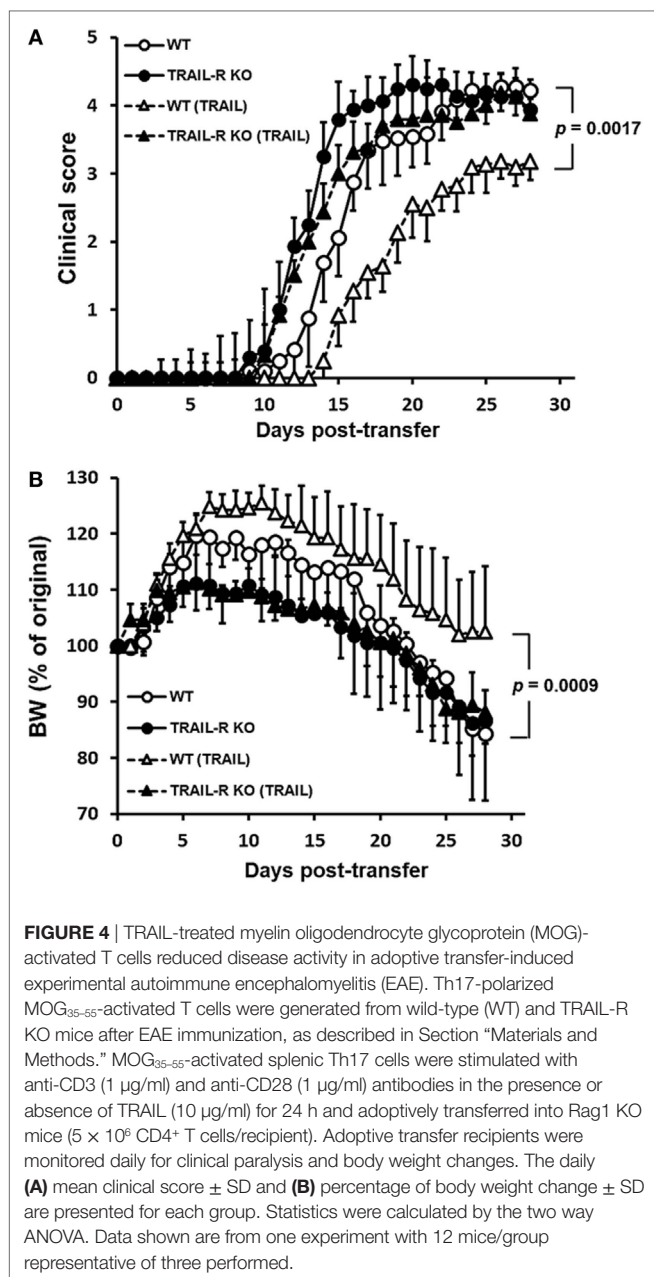 A
5
4
3
2
1
0
Clinical score
WT
TRAIL-R KO
WT (TRAIL)
TRAIL-R KO (TRAIL)
p = 0.0017
0 5 10 15 20 25 30
Days post-transfer
B
130
120
110
100
90
80
70
BW (% of original)
WT
TRAIL-R KO
WT (TRAIL)
TRAIL-R KO (TRAIL)
p = 0.0009
0 5 10 15 20 25 30
Days post-transfer
FIGURE 4 | TRAIL-treated myelin oligodendrocyte glycoprotein (MOG)-
activated T cells reduced disease activity in adoptive transfer-induced
experimental autoimmune encephalomyelitis (EAE). Th17-polarized
MOG₃₅₋₅₅-activated T cells were generated from wild-type (WT) and TRAIL-R
KO mice after EAE immunization, as described in Section “Materials and
Methods.” MOG₃₅₋₅₅-activated splenic Th17 cells were stimulated with
anti-CD3 (1 μg/ml) and anti-CD28 (1 μg/ml) antibodies in the presence or
absence of TRAIL (10 μg/ml) for 24 h and adoptively transferred into Rag1 KO
mice (5 × 10⁶ CD4⁺ T cells/recipient). Adoptive transfer recipients were
monitored daily for clinical paralysis and body weight changes. The daily
(A) mean clinical score ± SD and (B) percentage of body weight change ± SD
are presented for each group. Statistics were calculated by the two way
ANOVA. Data shown are from one experiment with 12 mice/group
representative of three performed.